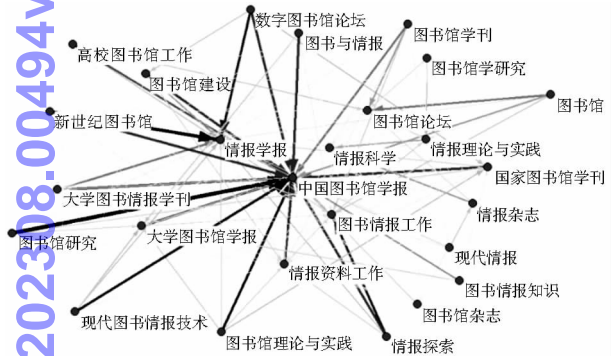 数字图书馆论坛
图书与情报
图书馆学刊
高校图书馆工作
图书馆学研究
图书馆建设
图书馆
新世纪图书馆
图书馆论坛
情报学报
情报科学
情报理论与实践
国家图书馆学刊
中国图书馆学报
大学图书情报学刊
情报杂志
图书情报工作
图书馆研究
大学图书馆学报
现代情报
情报资料工作
图书情报知识
图书馆杂志
现代图书情报技术
图书馆理论与实践
情报探索
202308.00494v